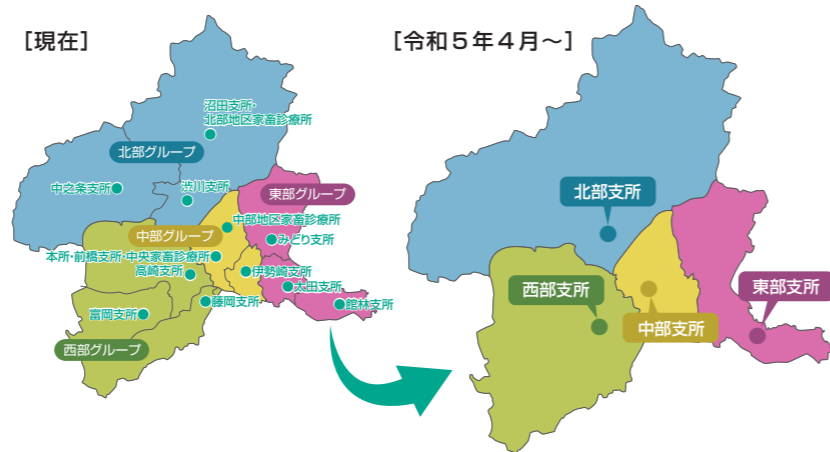 [現在]
沼田支所・
北部地区家畜診療所
北部グループ
中之条支所
渋川支所
東部グループ
中部地区家畜診療所
中部グループ
みどり支所
本所・前橋支所・中央家畜診療所
高崎支所
伊勢崎支所
太田支所
藤岡支所
館林支所
富岡支所
西部グループ
[令和5年4月～]
北部支所
西部支所
東部支所
中部支所